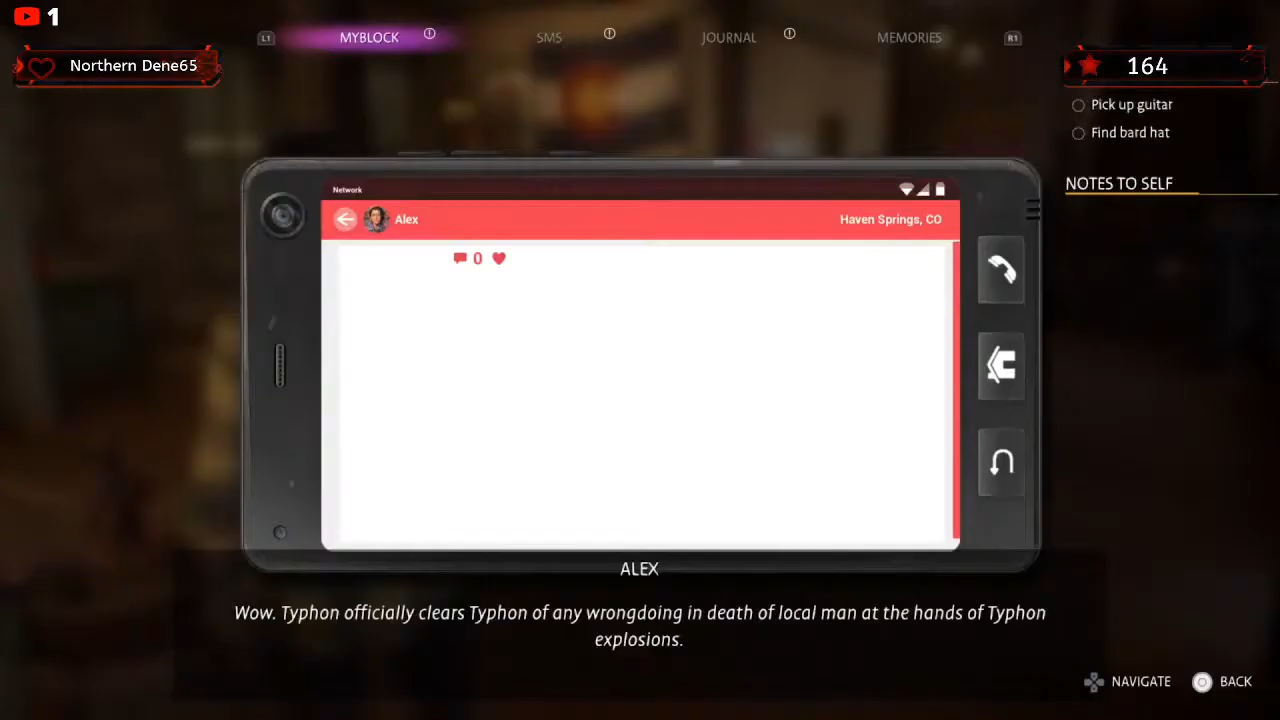 1
L1
MYBLOCK
SMS
JOURNAL
MEMORIES
R1
Northern Dene65
164
Pick up guitar
Find bard hat
NOTES TO SELF
Network
Alex
Haven Springs, CO
0
ALEX
Wow. Typhon officially clears Typhon of any wrongdoing in death of local man at the hands of Typhon
explosions.
NAVIGATE
BACK